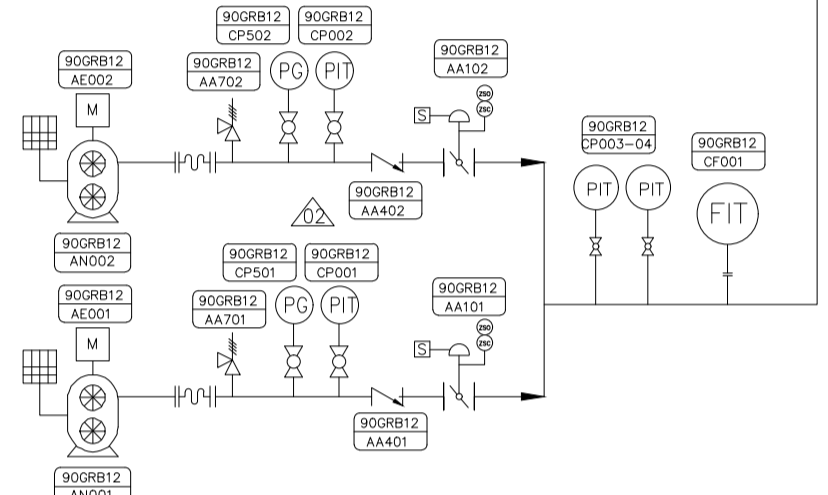 90GRB12
CP502
90GRB12
CP002
90GRB12
AE002
90GRB12
AA702
90GRB12
AA102
M
PG
PIT
S
ZSO
ZSC
90GRB12
CP003-04
90GRB12
CF001
PIT
PIT
FIT
90GRB12
AA402
02
90GRB12
AN002
90GRB12
CP501
90GRB12
CP001
90GRB12
AE001
90GRB12
AA701
90GRB12
AA101
M
PG
PIT
S
ZSO
ZSC
90GRB12
AA401
90GRB12
AN001